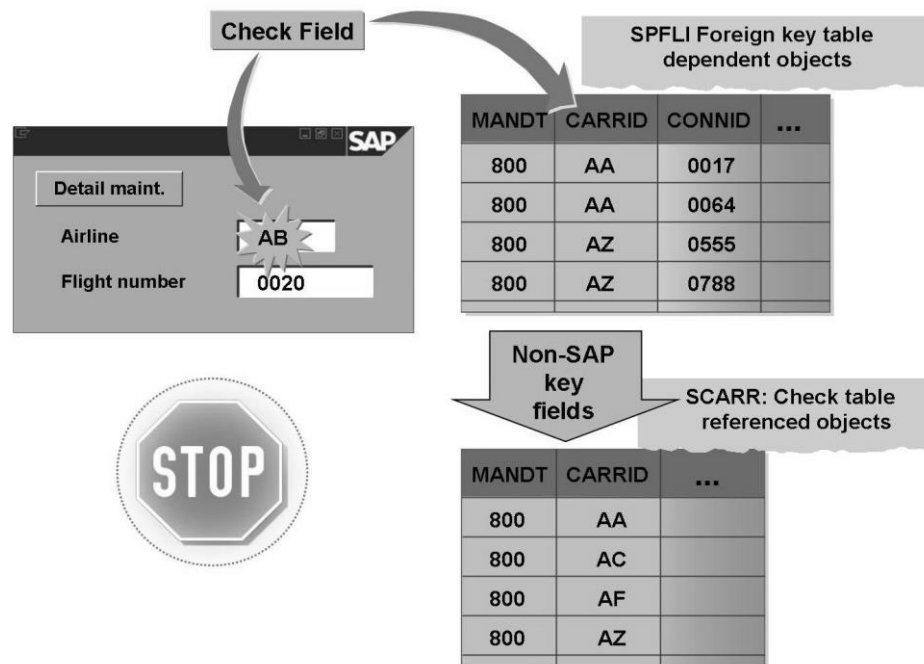 Check Field
SPFLI Foreign key table
dependent objects
SAP
Detail maint.
Airline AB
Flight number 0020
MANDT CARRID CONNID ...
800 AA 0017
800 AA 0064
800 AZ 0555
800 AZ 0788
Non-SAP
key
fields
SCARR: Check table
referenced objects
STOP
MANDT CARRID ...
800 AA
800 AC
800 AF
800 AZ